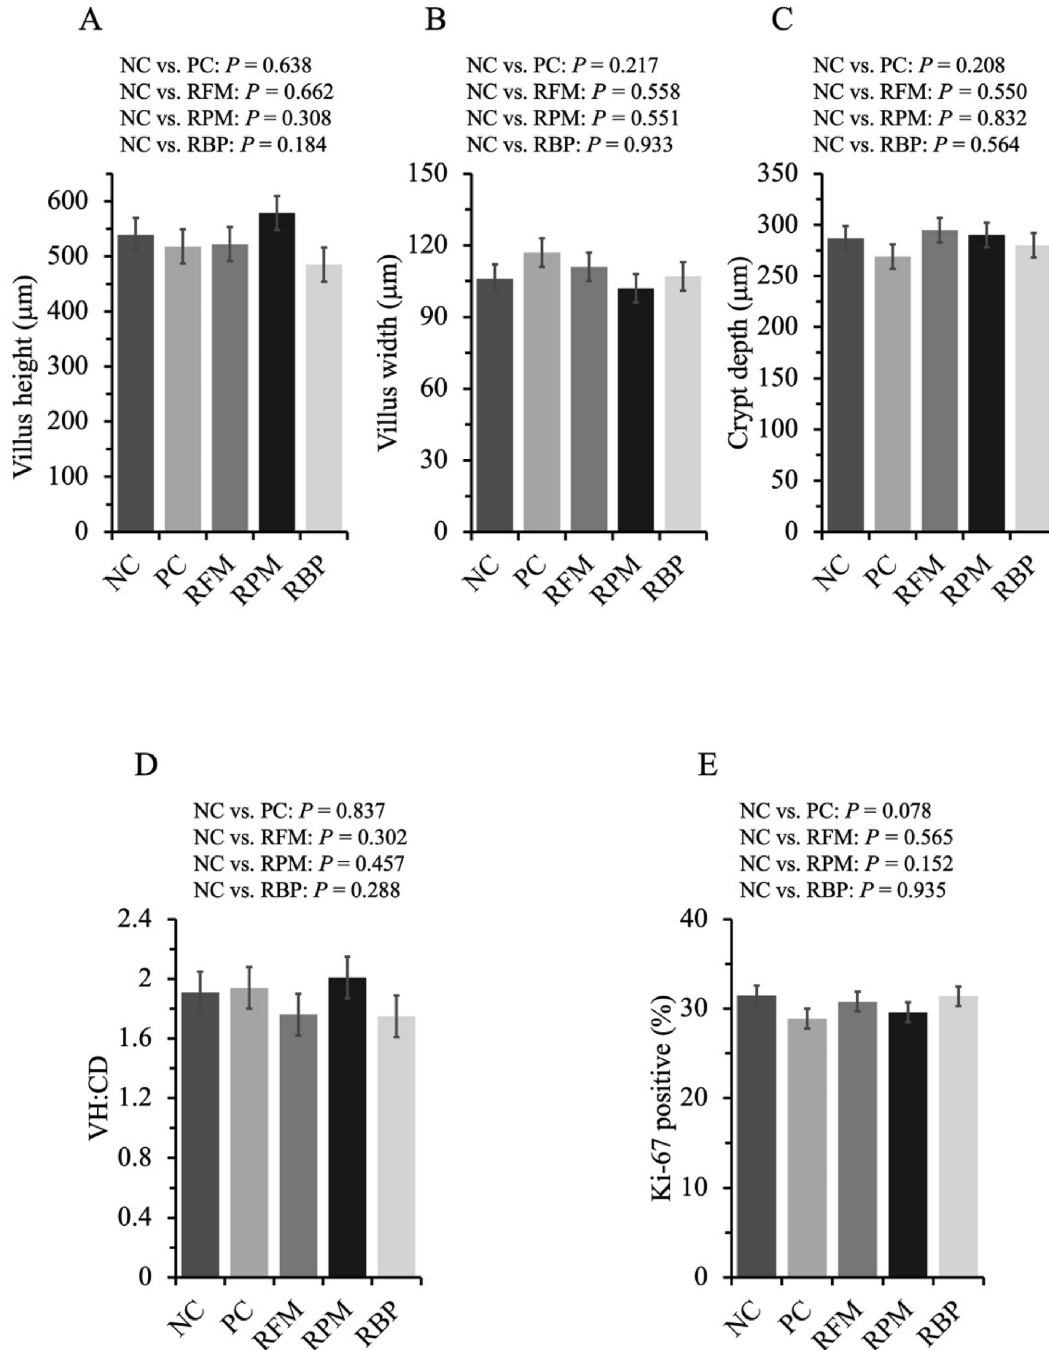 A
NC vs. PC: P = 0.638
NC vs. RFM: P = 0.662
NC vs. RPM: P = 0.308
NC vs. RBP: P = 0.184
Villus height (μm)
600
500
400
300
200
100
0
NC
PC
RFM
RPM
RBP
B
NC vs. PC: P = 0.217
NC vs. RFM: P = 0.558
NC vs. RPM: P = 0.551
NC vs. RBP: P = 0.933
Villus width (μm)
150
120
90
60
30
0
NC
PC
RFM
RPM
RBP
C
NC vs. PC: P = 0.208
NC vs. RFM: P = 0.550
NC vs. RPM: P = 0.832
NC vs. RBP: P = 0.564
Crypt depth (μm)
350
300
250
200
150
100
50
0
NC
PC
RFM
RPM
RBP
D
NC vs. PC: P = 0.837
NC vs. RFM: P = 0.302
NC vs. RPM: P = 0.457
NC vs. RBP: P = 0.288
VH:CD
2.4
2
1.6
1.2
0.8
0.4
0
NC
PC
RFM
RPM
RBP
E
NC vs. PC: P = 0.078
NC vs. RFM: P = 0.565
NC vs. RPM: P = 0.152
NC vs. RBP: P = 0.935
Ki-67 positive (%)
40
30
20
10
0
NC
PC
RFM
RPM
RBP